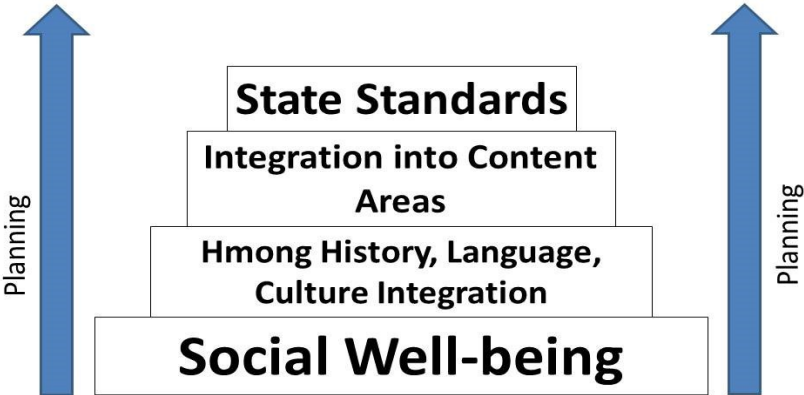 State Standards
Integration into Content
Areas
Hmong History, Language,
Culture Integration
Social Well-being
Planning
Planning